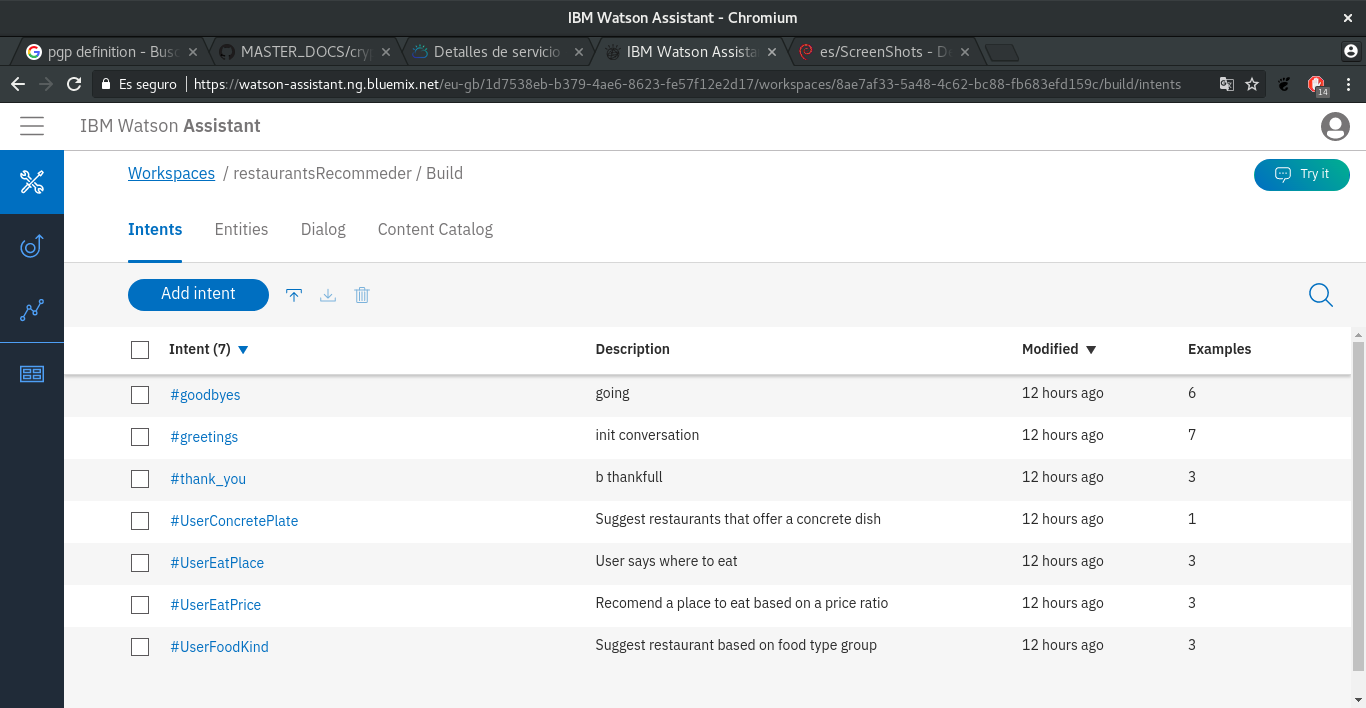 IBM Watson Assistant - Chromium
pgp definition - Busc
MASTER_DOCS/cry
Detalles de servicio
IBM Watson Assista
es/ScreenShots - D
Es seguro
https://watson-assistant.ng.bluemix.net/eu-gb/1d7538eb-b379-4ae6-8623-fe57f12e2d17/workspaces/8ae7af33-5a48-4c62-bc88-fb683efd159c/build/intents
14
IBM Watson Assistant
Workspaces / restaurantsRecommeder / Build
Try it
Intents Entities Dialog Content Catalog
Add intent
Intent (7) Description Modified Examples
#goodbyes going 12 hours ago 6
#greetings init conversation 12 hours ago 7
#thank_you b thankfull 12 hours ago 3
#UserConcretePlate Suggest restaurants that offer a concrete dish 12 hours ago 1
#UserEatPlace User says where to eat 12 hours ago 3
#UserEatPrice Recomend a place to eat based on a price ratio 12 hours ago 3
#UserFoodKind Suggest restaurant based on food type group 12 hours ago 3